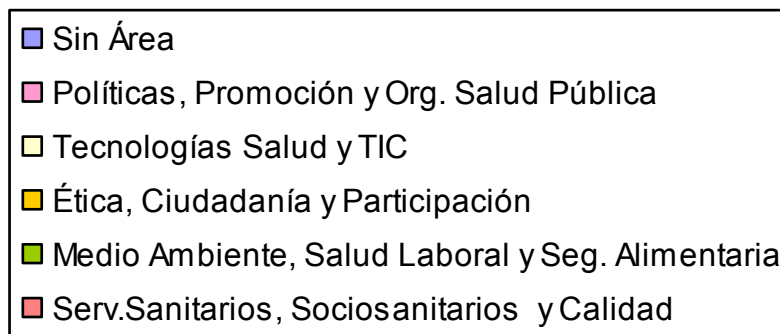 Sin Área
Políticas, Promoción y Org. Salud Pública
Tecnologías Salud y TIC
Ética, Ciudadanía y Participación
Medio Ambiente, Salud Laboral y Seg. Alimentaria
Serv.Sanitarios, Sociosanitarios y Calidad